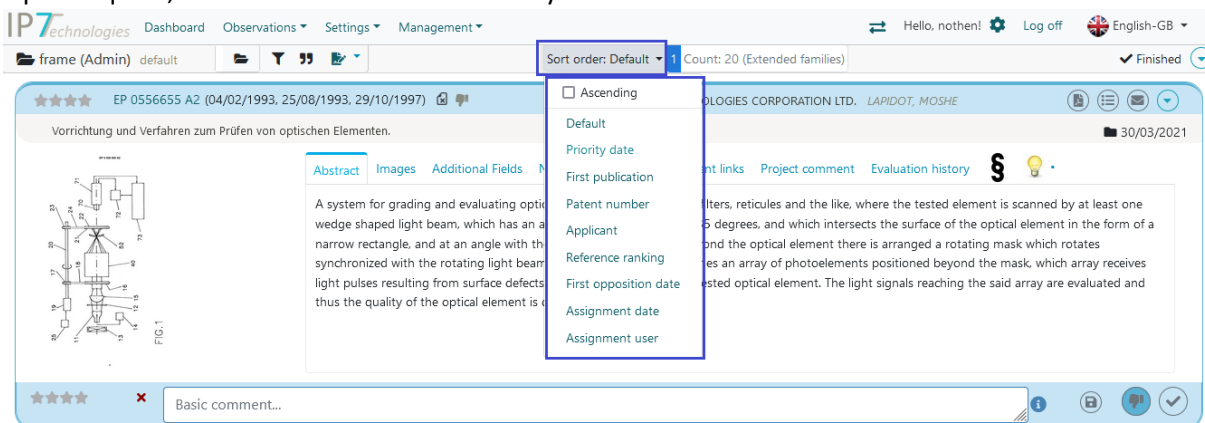 IP7Technologies Dashboard Observations Settings Management Hello, nothen! Log off English-GB
frame (Admin) default Sort order: Default 1 Count: 20 (Extended families) Finished
Ascending
Default
Priority date
First publication
Patent number
Applicant
Reference ranking
First opposition date
Assignment date
Assignment user
EP 0556655 A2 (04/02/1993, 25/08/1993, 29/10/1997) OLOGIES CORPORATION LTD. LAPIDOT, MOSHE
Vorrichtung und Verfahren zum Prüfen von optischen Elementen. 30/03/2021
Abstract Images Additional Fields nt links Project comment Evaluation history §
A system for grading and evaluating opti lters, reticules and the like, where the tested element is scanned by at least one
wedge shaped light beam, which has an a 5 degrees, and which intersects the surface of the optical element in the form of a
narrow rectangle, and at an angle with th ond the optical element there is arranged a rotating mask which rotates
synchronized with the rotating light beam es an array of photoelements positioned beyond the mask, which array receives
light pulses resulting from surface defects ested optical element. The light signals reaching the said array are evaluated and
thus the quality of the optical element is
FIG.1
Basic comment...